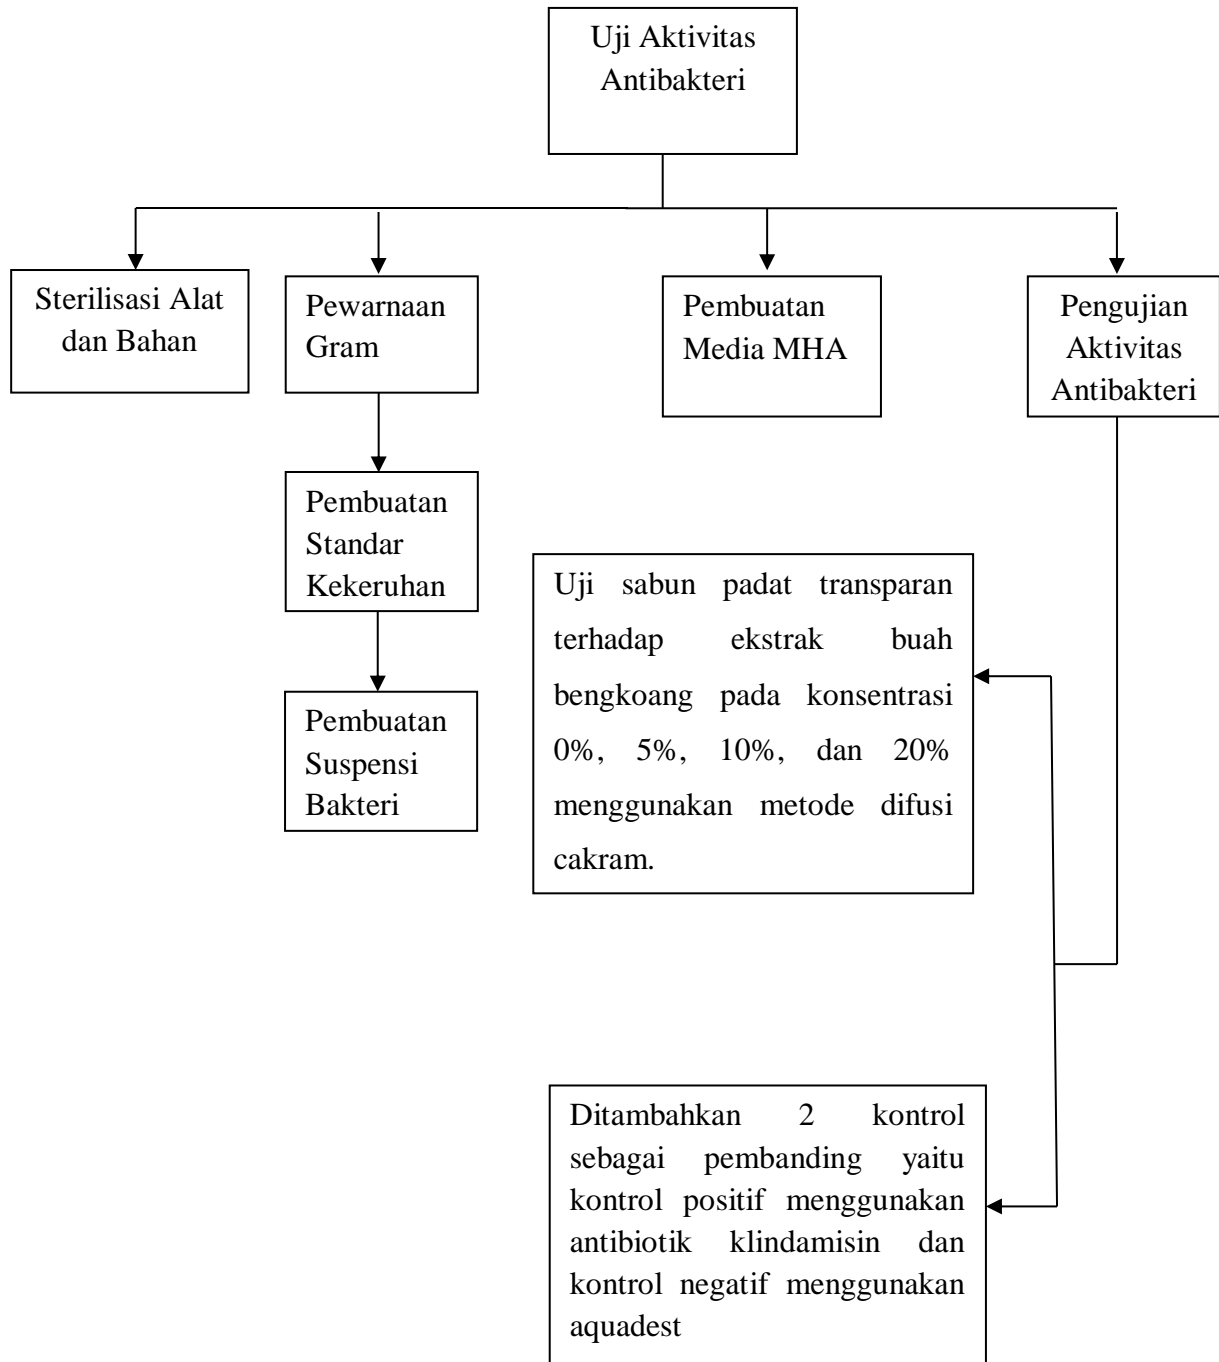 Uji Aktivitas
Antibakteri
Sterilisasi Alat
dan Bahan
Pewarnaan
Gram
Pembuatan
Media MHA
Pengujian
Aktivitas
Antibakteri
Pembuatan
Standar
Kekeruhan
Pembuatan
Suspensi
Bakteri
Uji sabun padat transparan
terhadap ekstrak buah
bengkoang pada konsentrasi
0%, 5%, 10%, dan 20%
menggunakan metode difusi
cakram.
Ditambahkan 2 kontrol
sebagai pembanding yaitu
kontrol positif menggunakan
antibiotik klindamisin dan
kontrol negatif menggunakan
aquadest